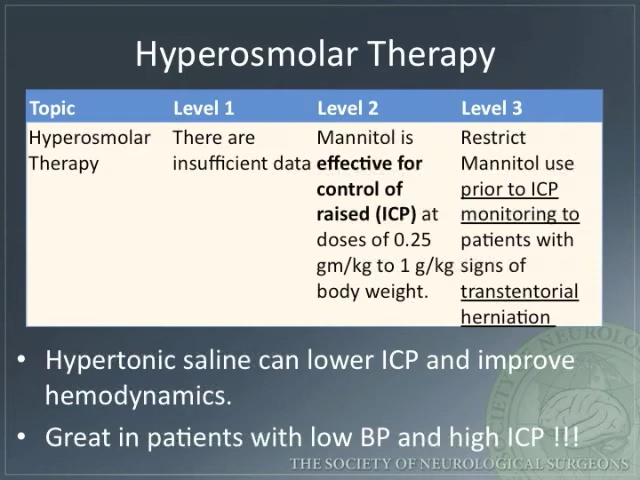 Hyperosmolar Therapy
Topic Level 1 Level 2 Level 3
Hyperosmolar There are Mannitol is Restrict
Therapy insufficient data effective for Mannitol use
control of prior to ICP
raised (ICP) at monitoring to
doses of 0.25 patients with
gm/kg to 1 g/kg signs of
body weight. transtentorial
herniation
• Hypertonic saline can lower ICP and improve
hemodynamics.
• Great in patients with low BP and high ICP !!!
THE SOCIETY OF NEUROLOGICAL SURGEONS